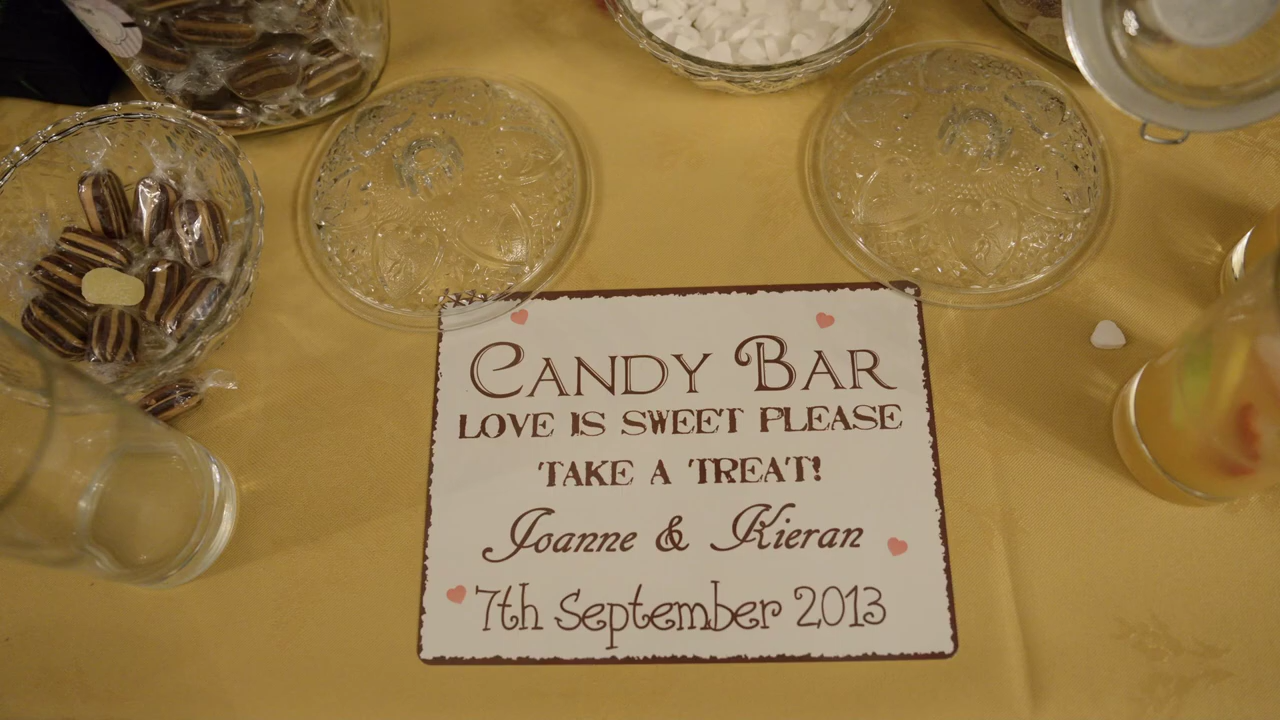 Candy Bar
LOVE IS SWEET PLEASE
TAKE A TREAT!
Joanne & Kieran
7th September 2013